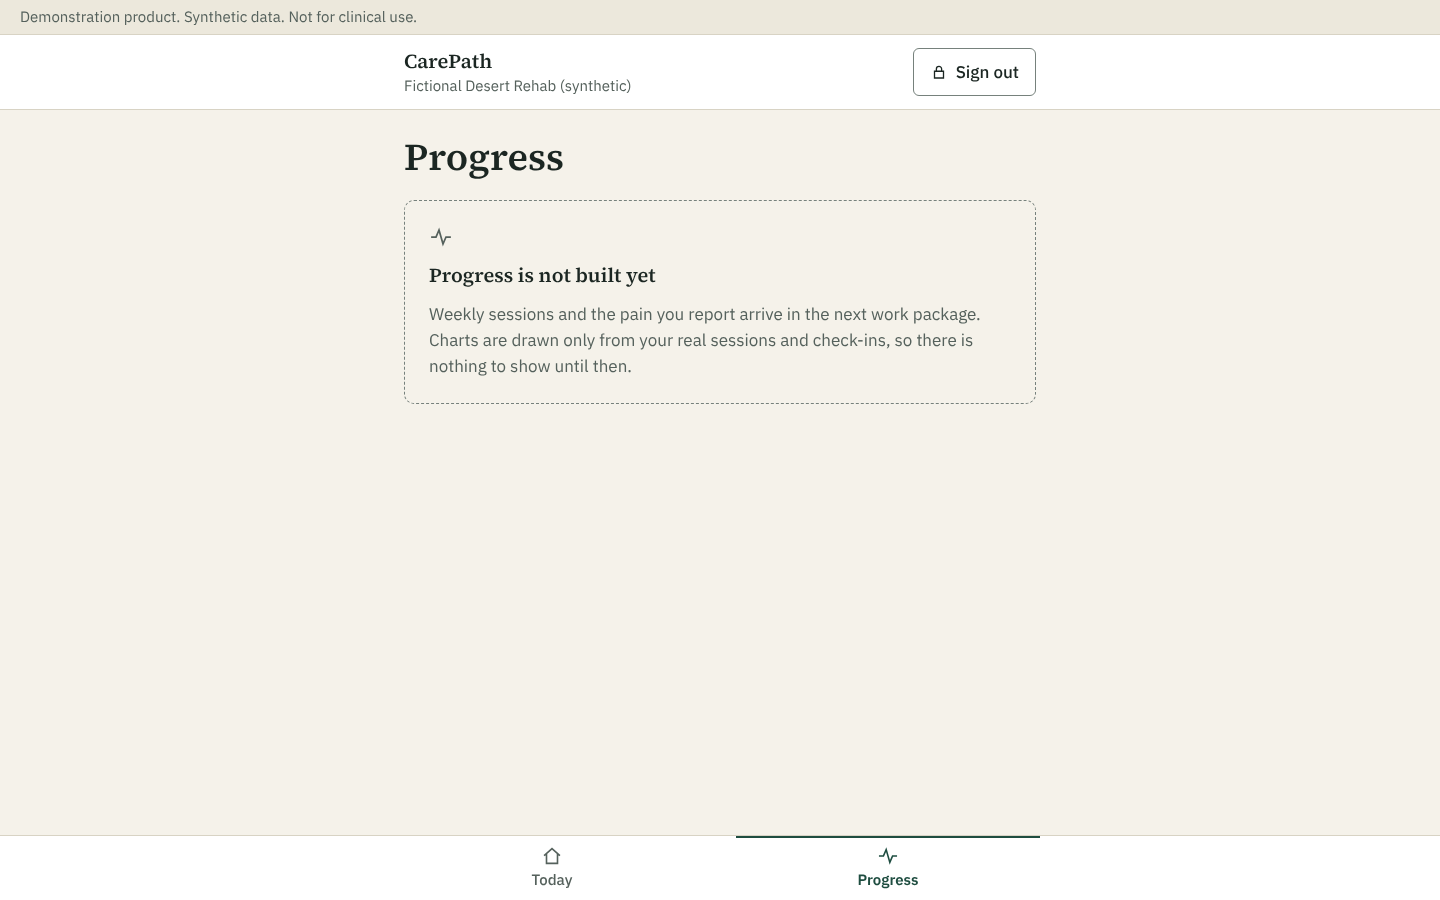 Demonstration product. Synthetic data. Not for clinical use.
CarePath
Fictional Desert Rehab (synthetic)
Sign out
Progress
Progress is not built yet
Weekly sessions and the pain you report arrive in the next work package.
Charts are drawn only from your real sessions and check-ins, so there is
nothing to show until then.
Today
Progress